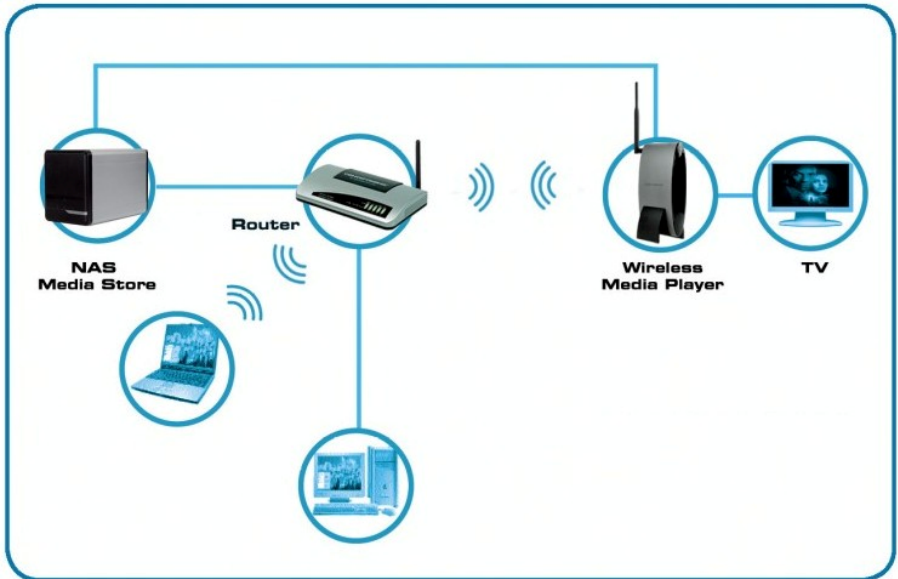 Router
NAS
Media Store
Wireless
Media Player
TV